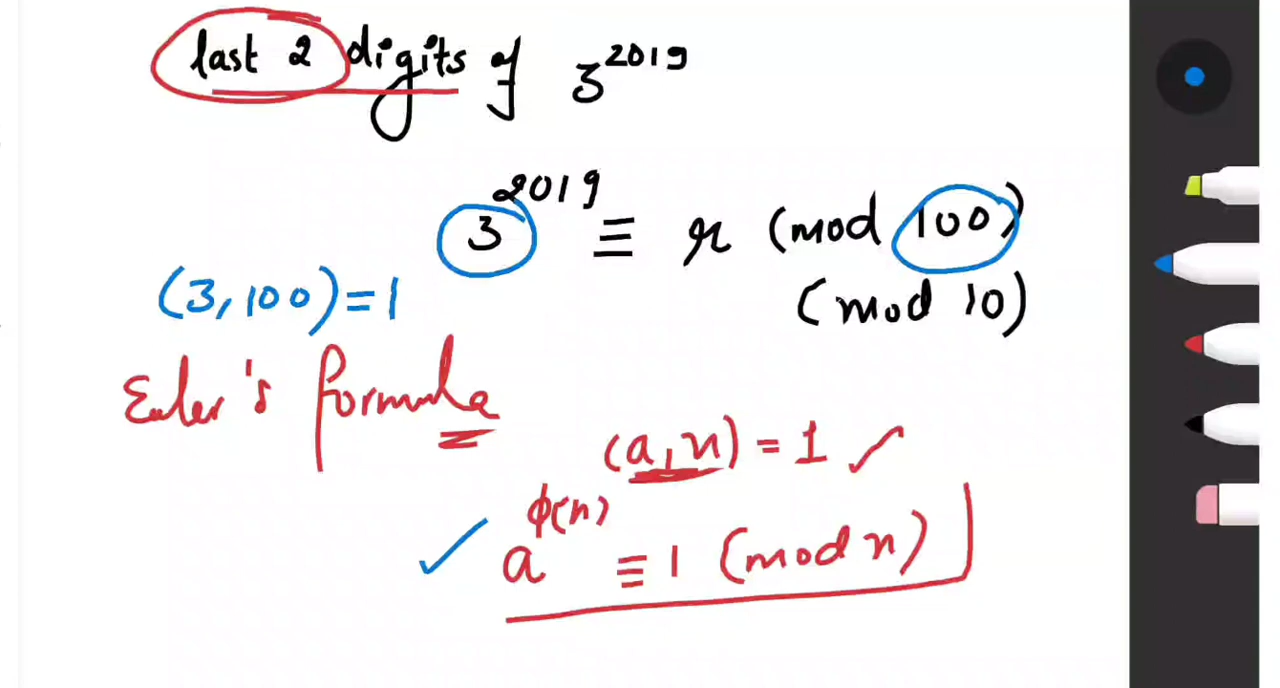 last 2 digits of 3^2019
3^2019 ≡ r (mod 100)
(3,100)=1 (mod 10)
Euler's formula
(a,n) = 1 ✓
✓ a^ϕ(n) ≡ 1 (mod n)